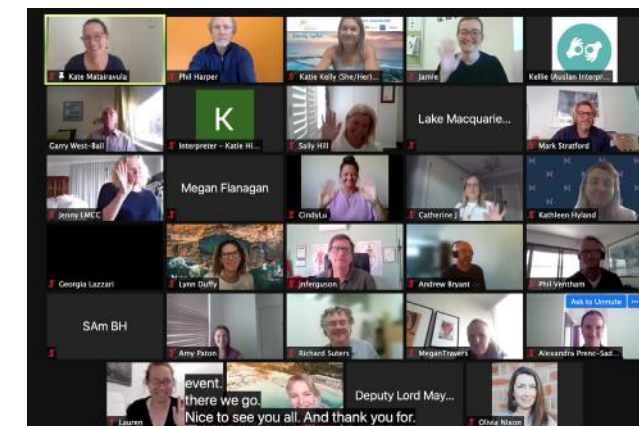 Kate Matairavula
Phil Harper
Katie Kelly (She/Her)...
Jamie
Kellie (Auslan Interpr...
Garry West-Bail
K
Interpreter - Katie Hi...
Sally Hill
Lake Macquarie...
Mark Stratford
Jenny LMCC
Megan Flanagan
CindyLu
Catherine J
Kathleen Hyland
Georgia Lazzari
Lynn Duffy
jnferguson
Andrew Bryant
Phil Ventham
SAm BH
Amy Paton
Richard Suters
MeganTravers
Ask to Unmute
Alexandra Prenc-Sad...
Lauren
event.
there we go.
Nice to see you all. And thank you for.
Deputy Lord May...
Olivia Nixon